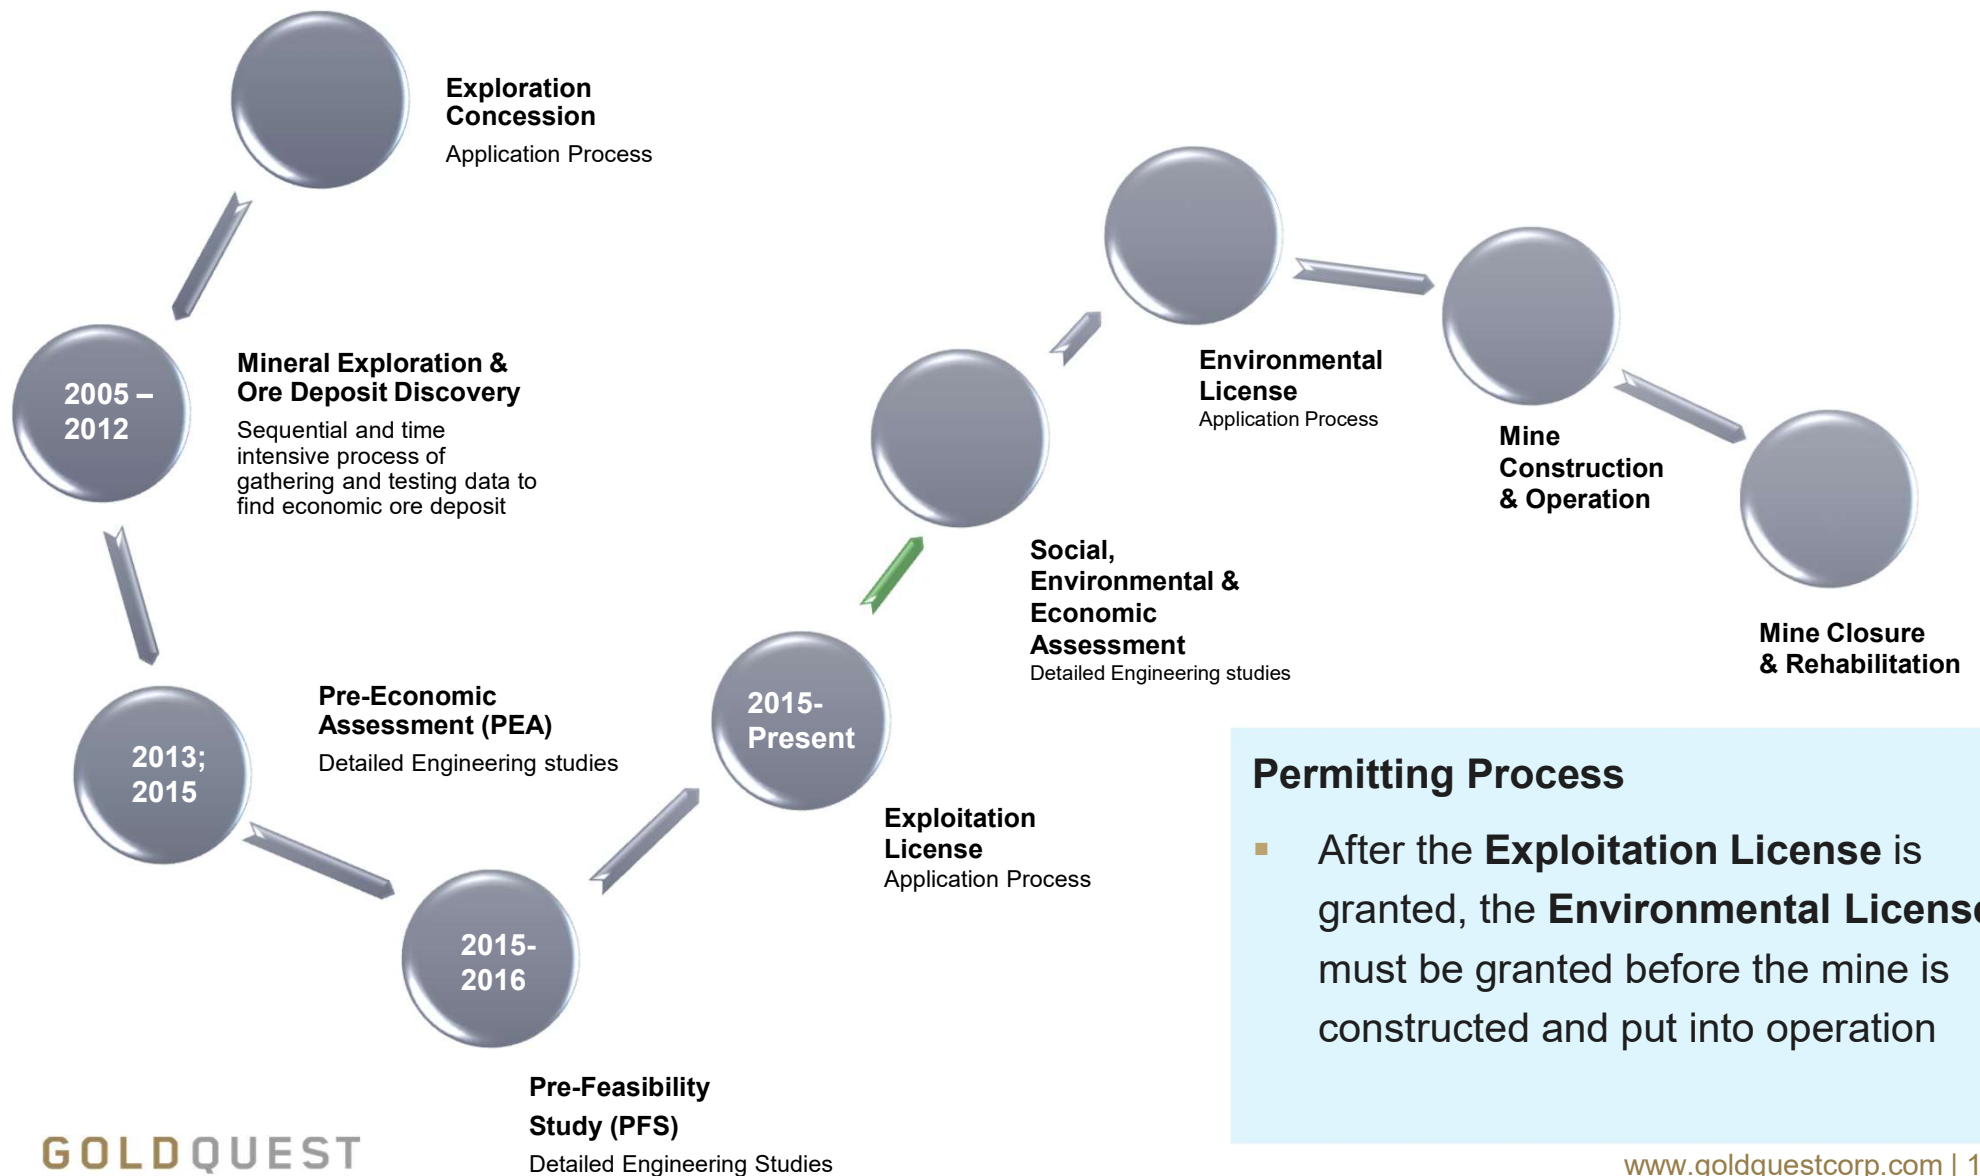 Exploration
Concession
Application Process
2005 –
2012
Mineral Exploration &
Ore Deposit Discovery
Sequential and time
intensive process of
gathering and testing data to
find economic ore deposit
2013;
2015
Pre-Economic
Assessment (PEA)
Detailed Engineering studies
2015-
2016
Pre-Feasibility
Study (PFS)
Detailed Engineering Studies
2015-
Present
Exploitation
License
Application Process
Social,
Environmental &
Economic
Assessment
Detailed Engineering studies
Environmental
License
Application Process
Mine
Construction
& Operation
Mine Closure
& Rehabilitation
Permitting Process
▪ After the Exploitation License is
granted, the Environmental License
must be granted before the mine is
constructed and put into operation
GOLDQUEST
www.goldquestcorp.com | 1